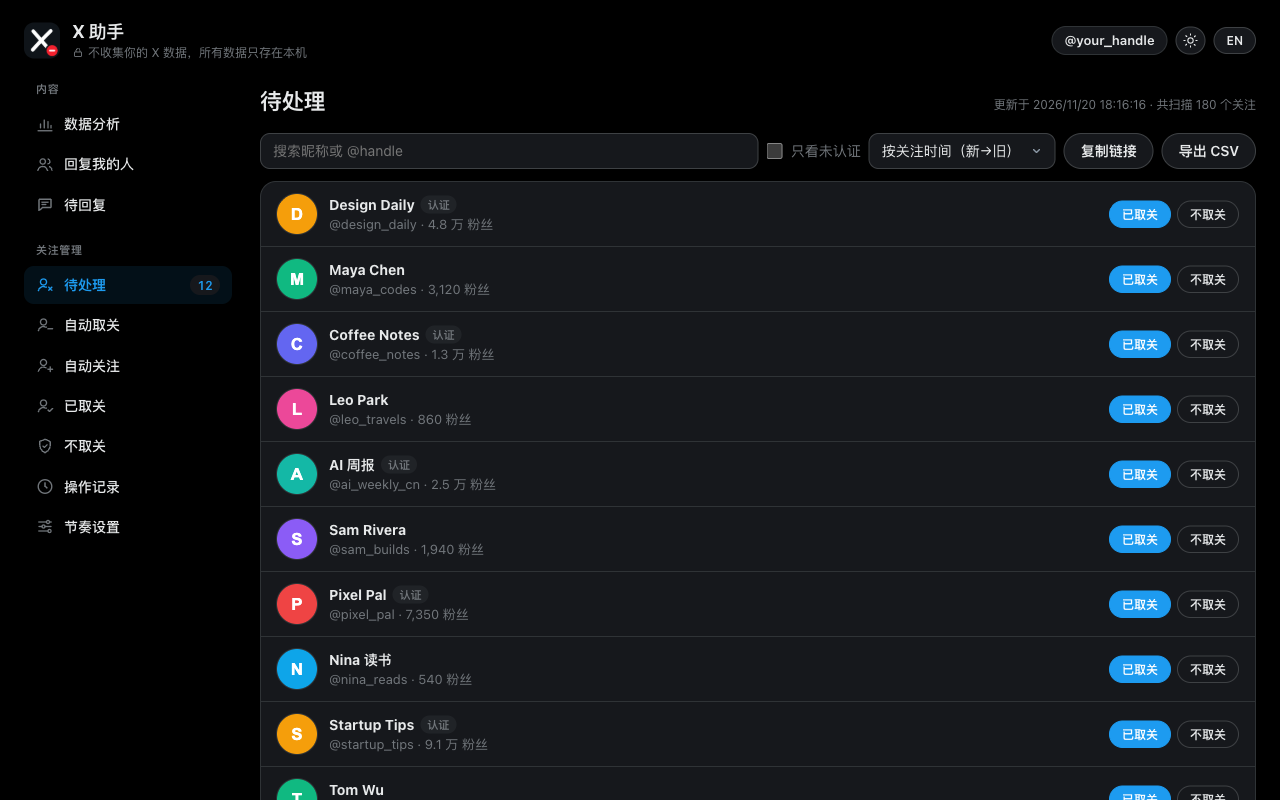 X 助手
不收集你的 X 数据，所有数据只存在本机
@your_handle
EN
内容
数据分析
回复我的人
待回复
关注管理
待处理 12
自动取关
自动关注
已取关
不取关
操作记录
节奏设置
待处理
更新于 2026/11/20 18:16:16 · 共扫描 180 个关注
搜索昵称或 @handle
只看未认证
按关注时间（新→旧）
复制链接
导出 CSV
D
Design Daily 认证
@design_daily · 4.8 万 粉丝
已取关 不取关
M
Maya Chen
@maya_codes · 3,120 粉丝
已取关 不取关
C
Coffee Notes 认证
@coffee_notes · 1.3 万 粉丝
已取关 不取关
L
Leo Park
@leo_travels · 860 粉丝
已取关 不取关
A
AI 周报 认证
@ai_weekly_cn · 2.5 万 粉丝
已取关 不取关
S
Sam Rivera
@sam_builds · 1,940 粉丝
已取关 不取关
P
Pixel Pal 认证
@pixel_pal · 7,350 粉丝
已取关 不取关
N
Nina 读书
@nina_reads · 540 粉丝
已取关 不取关
S
Startup Tips 认证
@startup_tips · 9.1 万 粉丝
已取关 不取关
T
Tom Wu
已取关 不取关